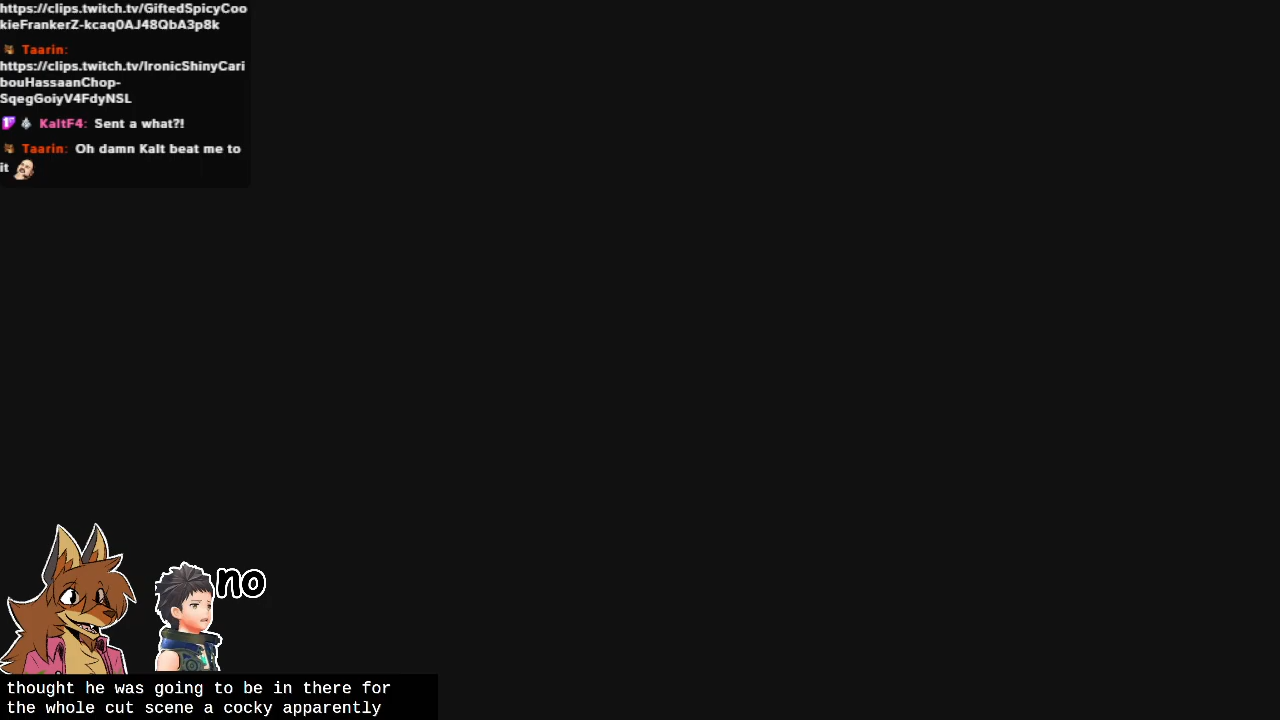 https://clips.twitch.tv/GiftedSpicyCoo
kieFrankerZ-kcaq0AJ48QbA3p8k
Taarin:
https://clips.twitch.tv/IronicShinyCari
bouHassaanChop-
SqegGoiyV4FdyNSL
KaltF4: Sent a what?!
Taarin: Oh damn Kalt beat me to
it
no
thought he was going to be in there for
the whole cut scene a cocky apparently